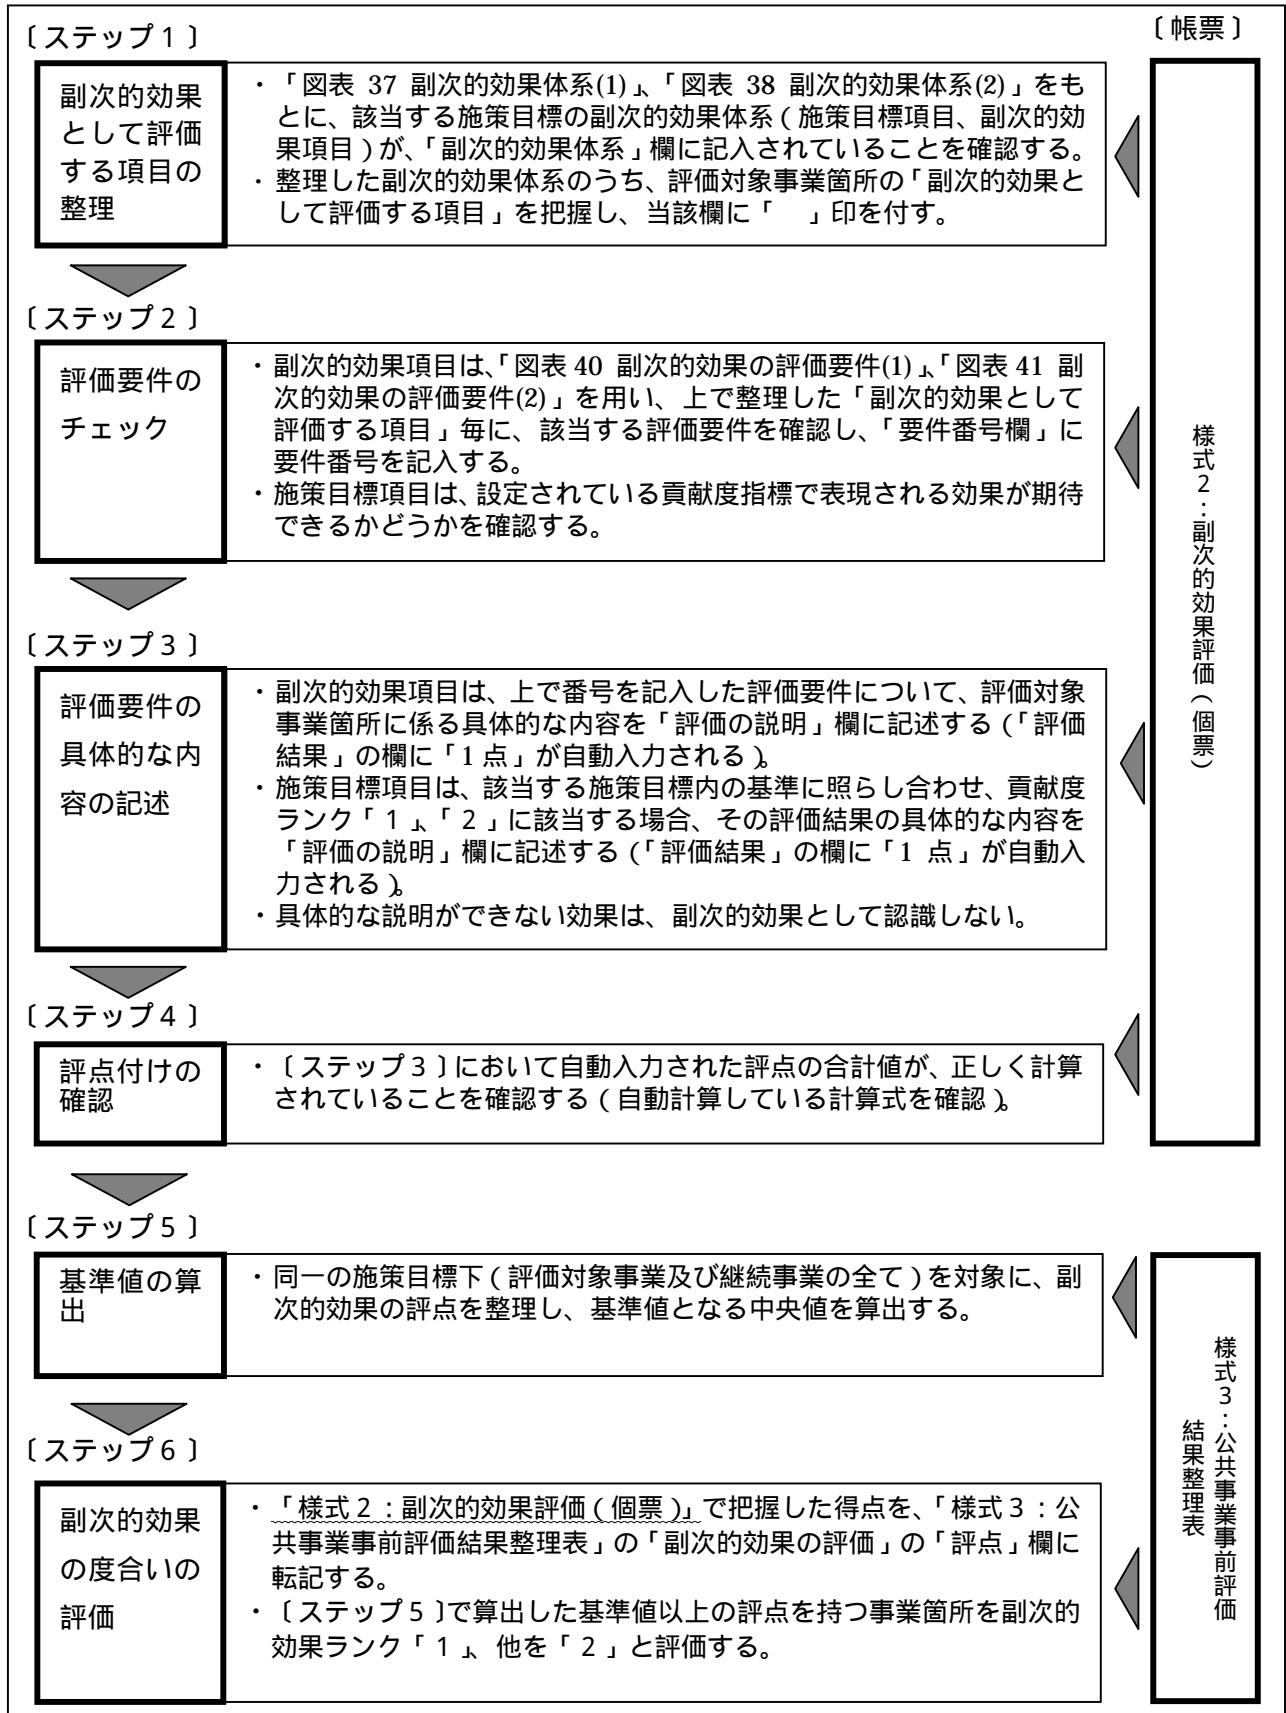 〔ステップ１〕
〔帳票〕
副次的効果
として評価
する項目の
整理
・「図表 37 副次的効果体系(1)」、「図表 38 副次的効果体系(2)」をも
とに、該当する施策目標の副次的効果体系（施策目標項目、副次的効
果項目）が、「副次的効果体系」欄に記入されていることを確認する。
・整理した副次的効果体系のうち、評価対象事業箇所の「副次的効果と
して評価する項目」を把握し、当該欄に「　」印を付す。
〔ステップ２〕
評価要件の
チェック
・副次的効果項目は、「図表 40 副次的効果の評価要件(1)」、「図表 41 副
次的効果の評価要件(2)」を用い、上で整理した「副次的効果として
評価する項目」毎に、該当する評価要件を確認し、「要件番号欄」に
要件番号を記入する。
・施策目標項目は、設定されている貢献度指標で表現される効果が期待
できるかどうかを確認する。
〔ステップ３〕
評価要件の
具体的な内
容の記述
・副次的効果項目は、上で番号を記入した評価要件について、評価対象
事業箇所に係る具体的な内容を「評価の説明」欄に記述する（「評価
結果」の欄に「1 点」が自動入力される）。
・施策目標項目は、該当する施策目標内の基準に照らし合わせ、貢献度
ランク「１」、「２」に該当する場合、その評価結果の具体的な内容を
「評価の説明」欄に記述する（「評価結果」の欄に「1 点」が自動入
力される）。
・具体的な説明ができない効果は、副次的効果として認識しない。
〔ステップ４〕
評点付けの
確認
・〔ステップ３〕において自動入力された評点の合計値が、正しく計算
されていることを確認する（自動計算している計算式を確認）。
様式２：副次的効果評価（個票）
〔ステップ５〕
基準値の算
出
・同一の施策目標下（評価対象事業及び継続事業の全て）を対象に、副
次的効果の評点を整理し、基準値となる中央値を算出する。
〔ステップ６〕
副次的効果
の度合いの
評価
・「様式２：副次的効果評価（個票）」で把握した得点を、「様式３：公
共事業事前評価結果整理表」の「副次的効果の評価」の「評点」欄に
転記する。
・〔ステップ５〕で算出した基準値以上の評点を持つ事業箇所を副次的
効果ランク「１」、他を「２」と評価する。
様式３：公共事業事前評価
結果整理表